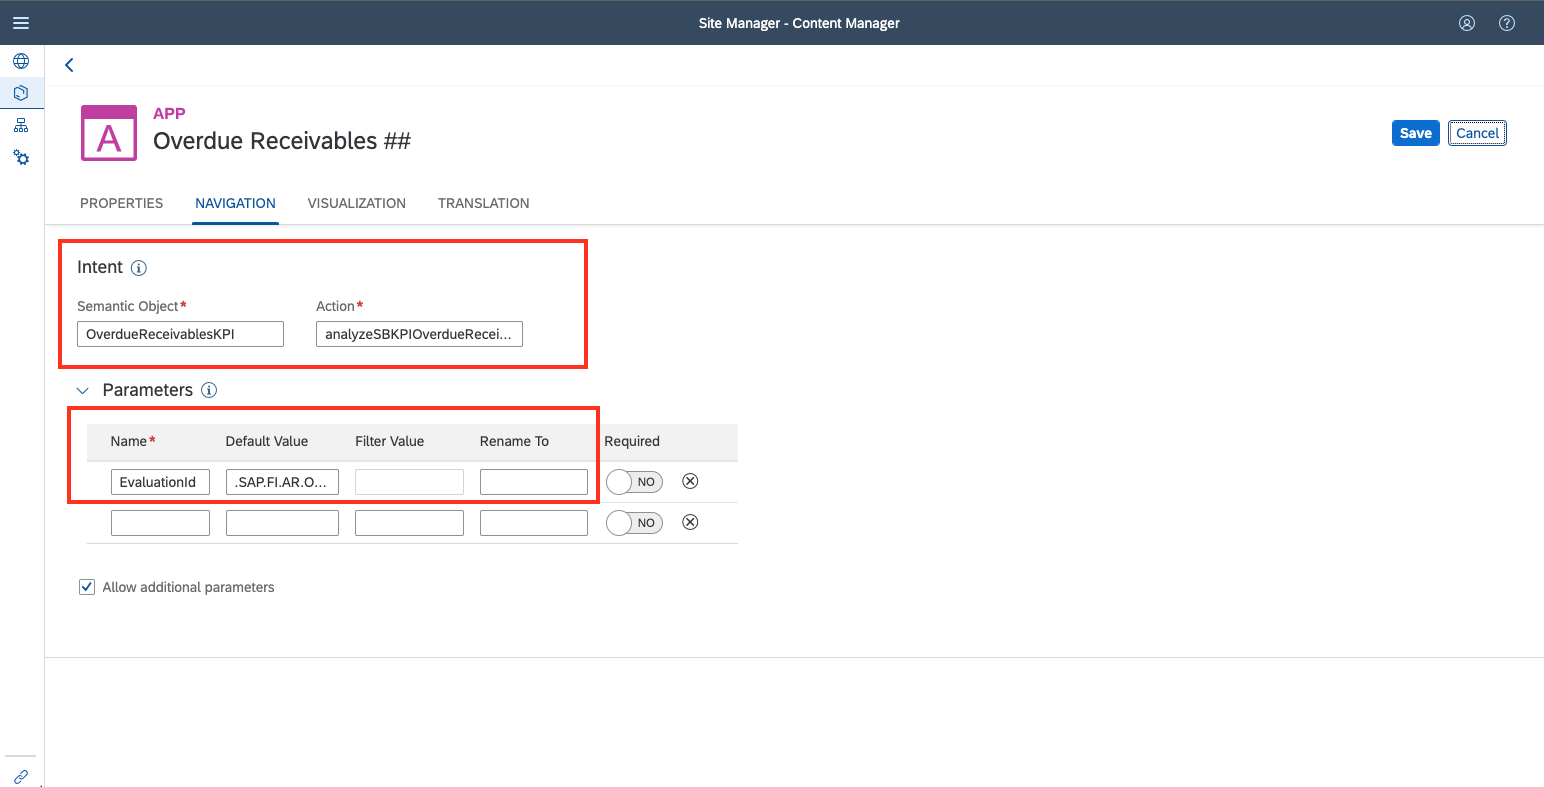 Site Manager - Content Manager
APP
A
Overdue Receivables ##
Save
Cancel
PROPERTIES
NAVIGATION
VISUALIZATION
TRANSLATION
Intent
Semantic Object*
Action*
OverdueReceivablesKPI
analyzeSBKPIOverdueRecei...
Parameters
Name*
Default Value
Filter Value
Rename To
Required
EvaluationId
.SAP.FI.AR.O...
NO
NO
Allow additional parameters